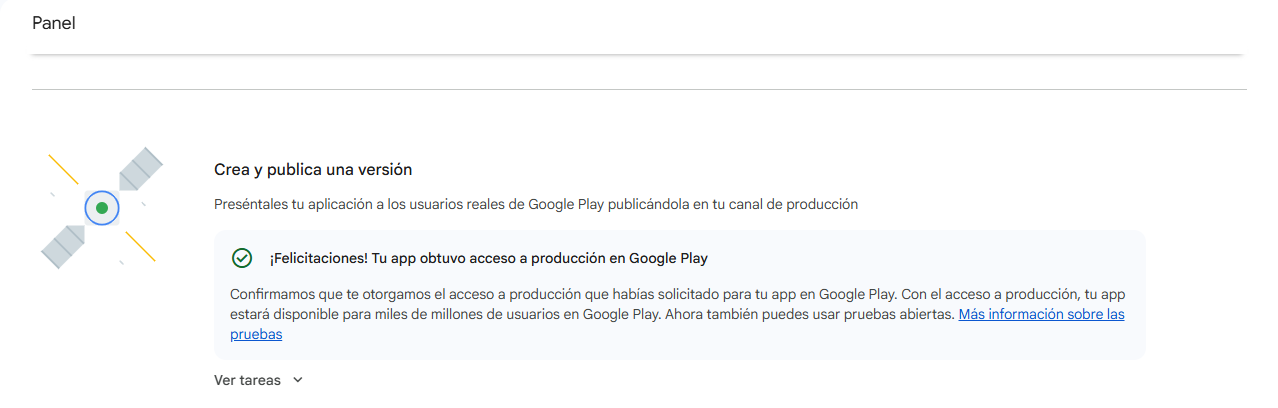 Panel
Crea y publica una versión
Preséntales tu aplicación a los usuarios reales de Google Play publicándola en tu canal de producción
¡Felicitaciones! Tu app obtuvo acceso a producción en Google Play
Confirmamos que te otorgamos el acceso a producción que habías solicitado para tu app en Google Play. Con el acceso a producción, tu app
estará disponible para miles de millones de usuarios en Google Play. Ahora también puedes usar pruebas abiertas. Más información sobre las
pruebas
Ver tareas